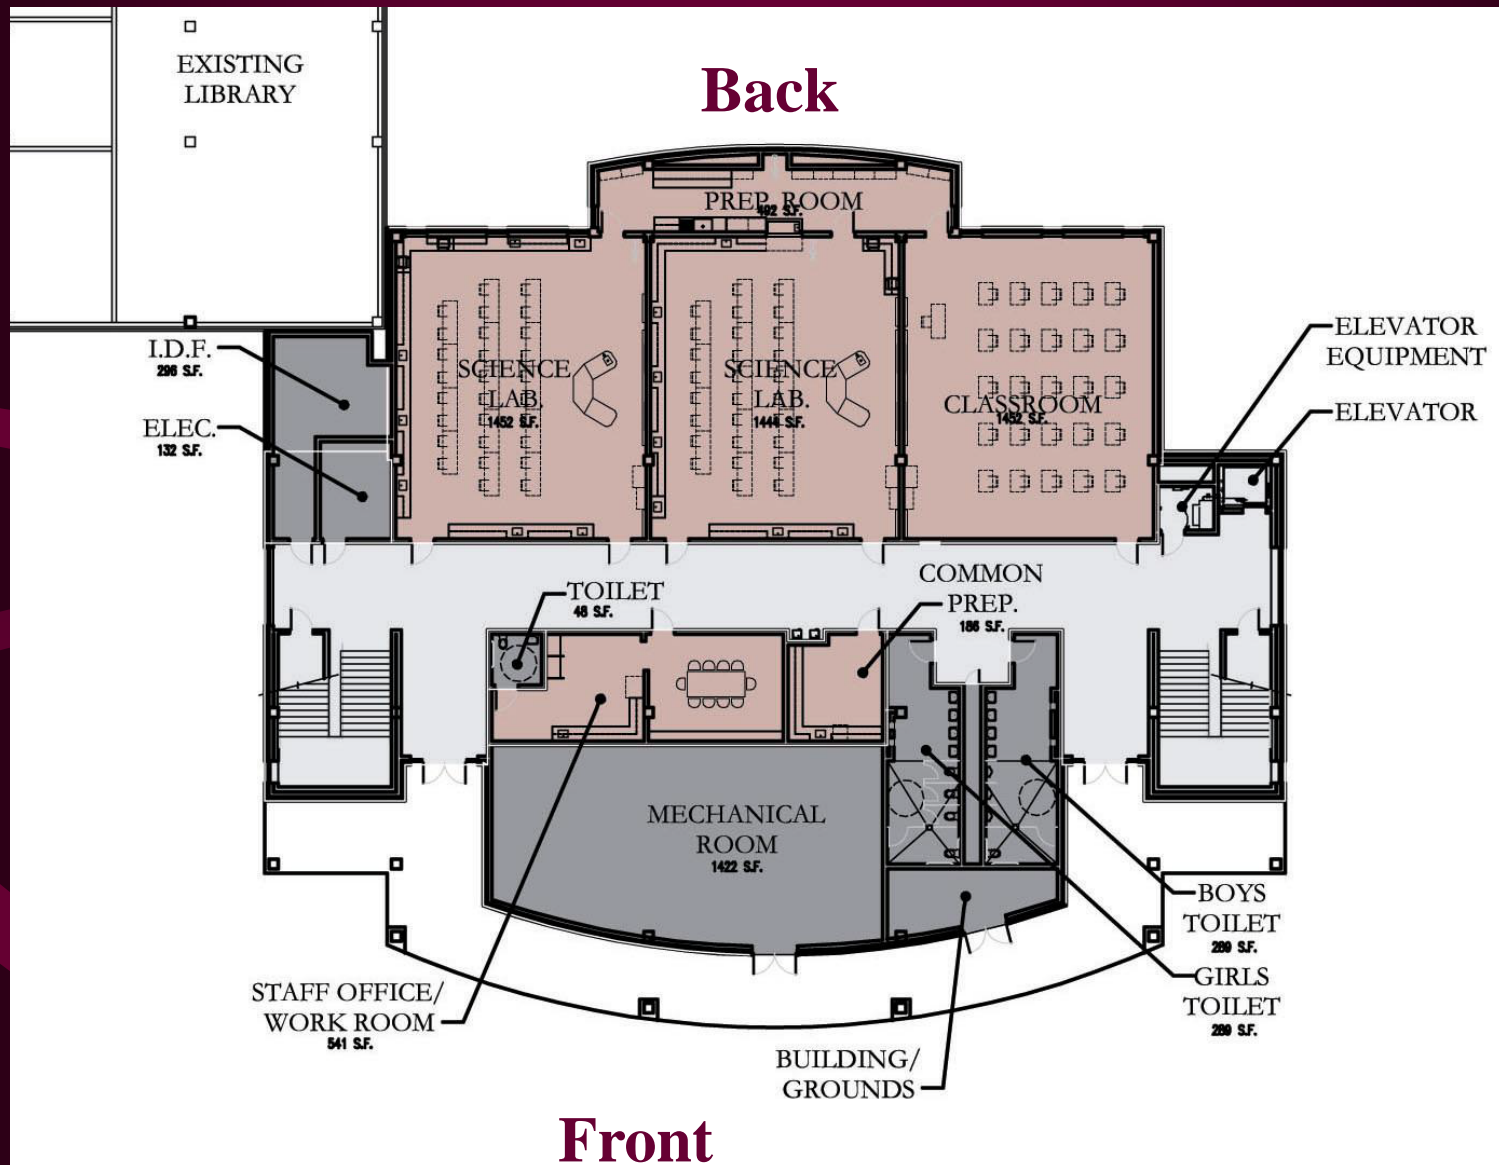 EXISTING
LIBRARY
Back
PREP. ROOM
492 S.F.
I.D.F.
296 S.F.
ELEC.
132 S.F.
SCIENCE
LAB.
1452 S.F.
SCIENCE
LAB.
1444 S.F.
CLASSROOM
1452 S.F.
ELEVATOR
EQUIPMENT
ELEVATOR
TOILET
48 S.F.
COMMON
PREP.
186 S.F.
MECHANICAL
ROOM
1422 S.F.
BOYS
TOILET
289 S.F.
GIRLS
TOILET
289 S.F.
STAFF OFFICE/
WORK ROOM
541 S.F.
BUILDING/
GROUNDS
Front